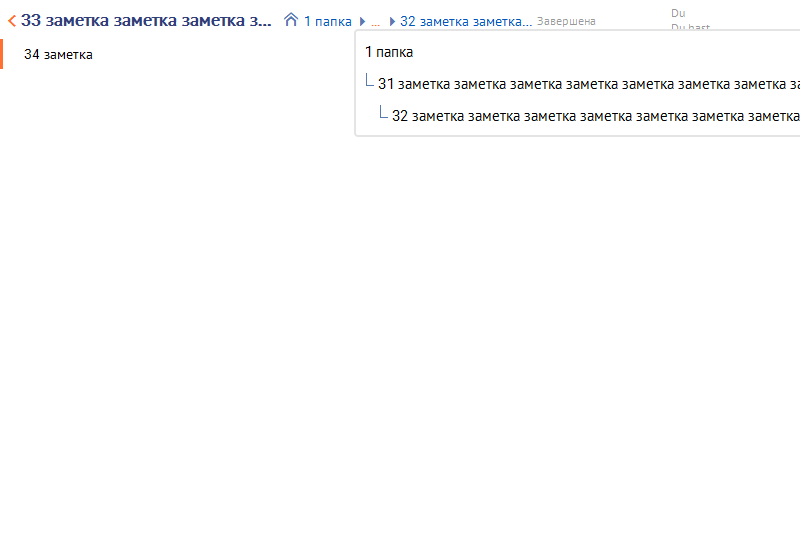 33 заметка заметка заметка з... 1 папка ... 32 заметка заметка... Завершена Du
Du hast
34 заметка
1 папка
31 заметка заметка заметка заметка заметка заметка заметка за
32 заметка заметка заметка заметка заметка заметка заметка